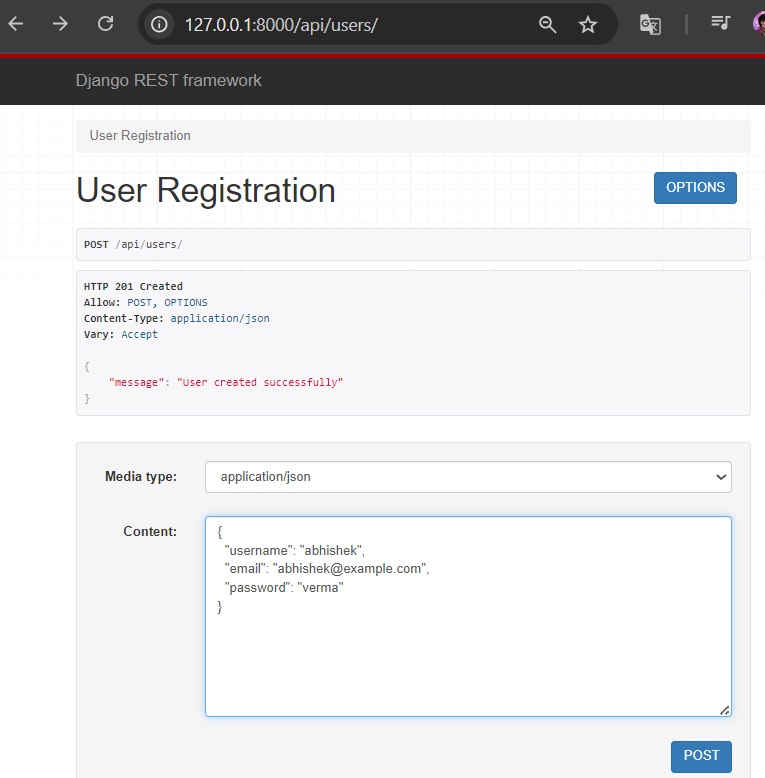 127.0.0.1:8000/api/users/
Django REST framework
User Registration
User Registration
OPTIONS
POST /api/users/
HTTP 201 Created
Allow: POST, OPTIONS
Content-Type: application/json
Vary: Accept
{
"message": "User created successfully"
}
Media type:
application/json
Content:
{
"username": "abhishek",
"email": "abhishek@example.com",
"password": "verma"
}
POST